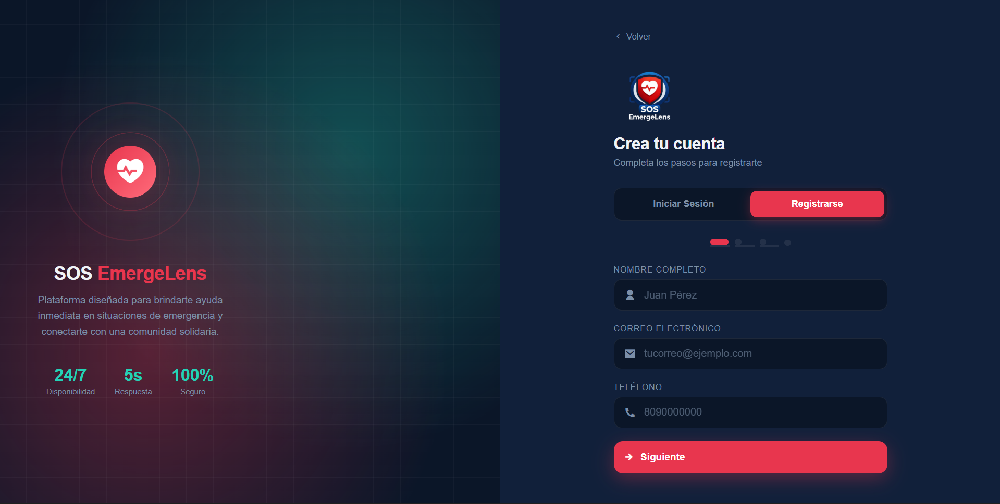 SOS EmergeLens
Plataforma diseñada para brindarte ayuda
inmediata en situaciones de emergencia y
conectarte con una comunidad solidaria.
24/7
Disponibilidad
5s
Respuesta
100%
Seguro
Volver
SOS
EmergeLens
Crea tu cuenta
Completa los pasos para registrarte
Iniciar Sesión
Registrarse
NOMBRE COMPLETO
Juan Pérez
CORREO ELECTRÓNICO
tucorreo@ejemplo.com
TELÉFONO
8090000000
Siguiente